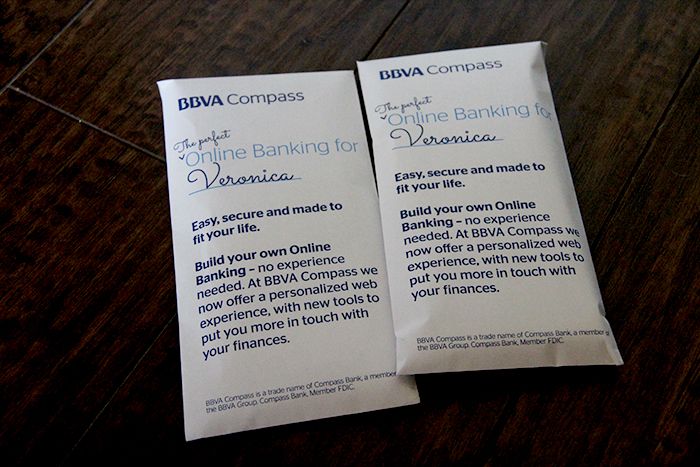 BBVA Compass
The perfect
Online Banking for
Veronica
Easy, secure and made to
fit your life.
Build your own Online
Banking – no experience
needed. At BBVA Compass we
now offer a personalized web
experience, with new tools to
put you more in touch with
your finances.
BBVA Compass is a trade name of Compass Bank, a member
the BBVA Group. Compass Bank, Member FDIC.
BBVA Compass
The perfect
Online Banking for
Veronica
Easy, secure and made to
fit your life.
Build your own Online
Banking – no experience
needed. At BBVA Compass we
now offer a personalized web
experience, with new tools to
put you more in touch with
your finances.
BBVA Compass is a trade name of Compass Bank, a member
the BBVA Group. Compass Bank, Member FDIC.